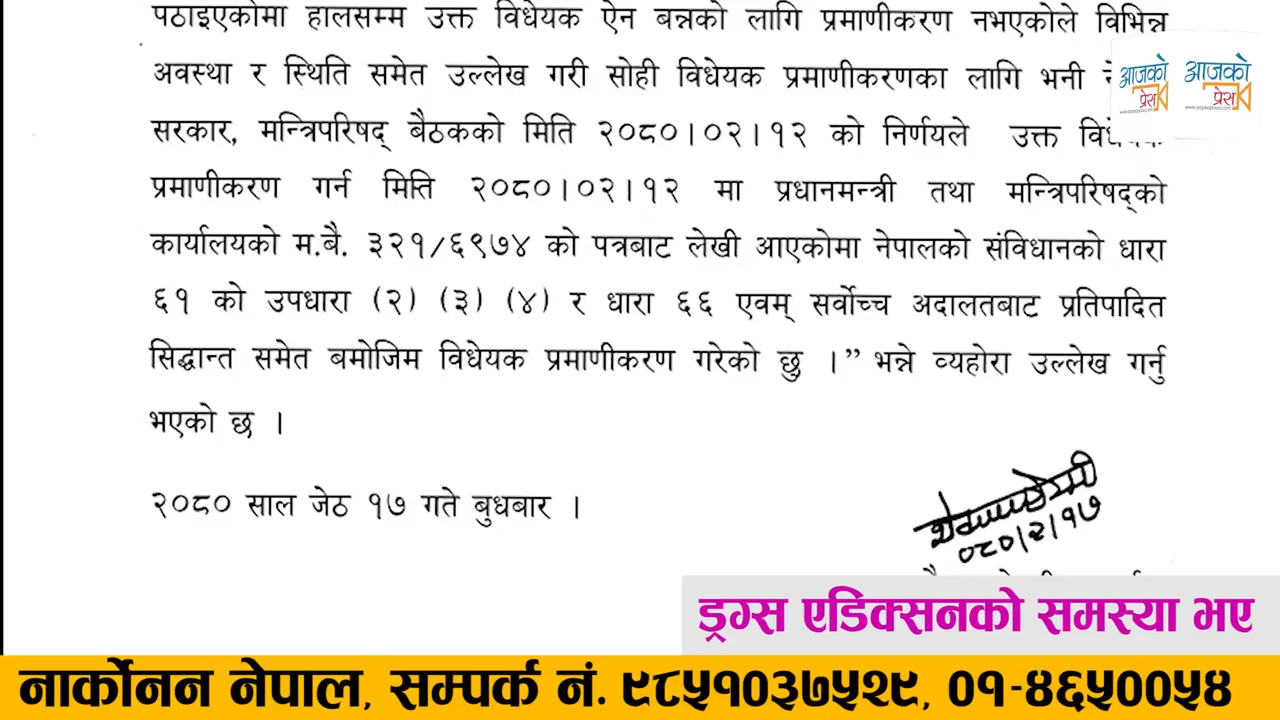 पठाइएकोमा हालसम्म उक्त विधेयक ऐन बन्नको लागि प्रमाणीकरण नभएकोले विभिन्न
अवस्था र स्थिति समेत उल्लेख गरी सोही विधेयक प्रमाणीकरणका लागि भनी
सरकार, मन्त्रिपरिषद् बैठकको मिति २०८०।०२।१२ को निर्णयले उक्त
प्रमाणीकरण गर्न मिति २०८०।०२।१२ मा प्रधानमन्त्री तथा मन्त्रिपरिषद्को
कार्यालयको म.बै. ३२१/६९७४ को पत्रबाट लेखी आएकोमा नेपालको संविधानको धारा
६१ को उपधारा (२) (३) (४) र धारा ६६ एवम् सर्वोच्च अदालतबाट प्रतिपादित
सिद्धान्त समेत बमोजिम विधेयक प्रमाणीकरण गरेको छु ।” भन्ने व्यहोरा उल्लेख गर्नु
भएको छ ।
२०८० साल जेठ १७ गते बुधबार ।
०८०/२/१७
आजको प्रेस
आजको प्रेस
ड्रग्स एडिक्सनको समस्या भए
नार्कोनन नेपाल, सम्पर्क नं. ९८५१०३७५२९, ०१-४६५००५४